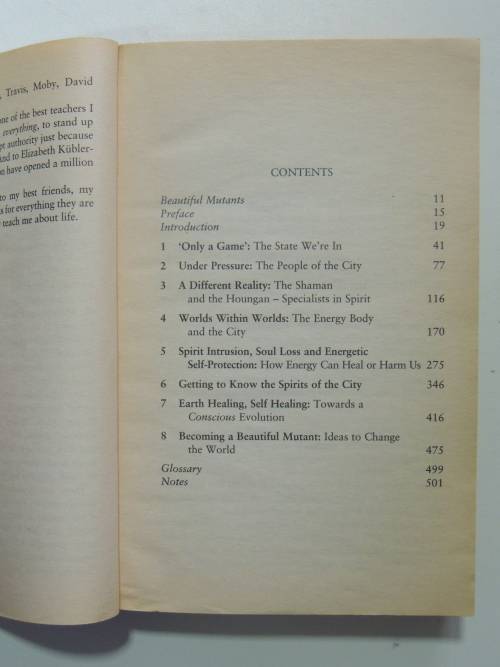 , Travis, Moby, David
one of the best teachers I
everything, to stand up
pt authority just because
And to Elizabeth Kübler-
on have opened a million
to my best friends, my
s for everything they are
teach me about life.
CONTENTS
Beautiful Mutants 11
Preface 15
Introduction 19
1 ‘Only a Game’: The State We’re In 41
2 Under Pressure: The People of the City 77
3 A Different Reality: The Shaman
and the Houngan – Specialists in Spirit 116
4 Worlds Within Worlds: The Energy Body
and the City 170
5 Spirit Intrusion, Soul Loss and Energetic
Self-Protection: How Energy Can Heal or Harm Us 275
6 Getting to Know the Spirits of the City 346
7 Earth Healing, Self Healing: Towards a
Conscious Evolution 416
8 Becoming a Beautiful Mutant: Ideas to Change
the World 475
Glossary 499
Notes 501